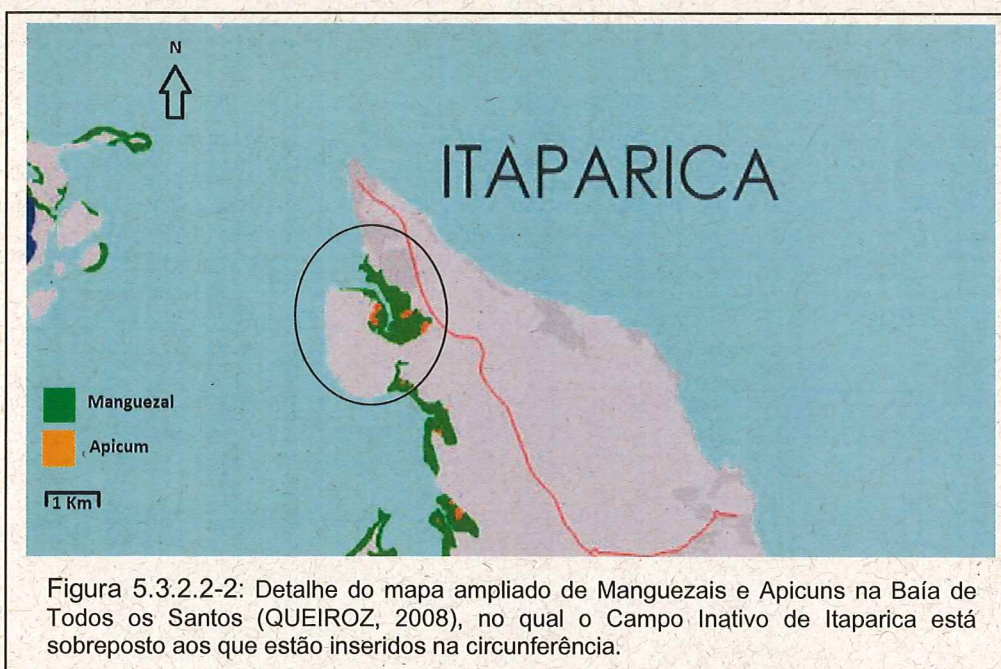 N
ITAPARICA
Manguezal
Apicum
1 Km
Figura 5.3.2.2-2: Detalhe do mapa ampliado de Manguezais e Apicuns na Baía de
Todos os Santos (QUEIROZ, 2008), no qual o Campo Inativo de Itaparica está
sobreposto aos que estão inseridos na circunferência.